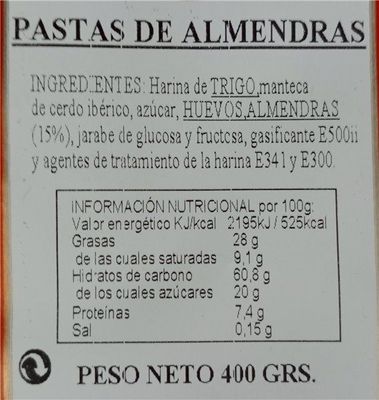 PASTAS DE ALMENDRAS
INGREDIENTES: Harina de TRIGO,manteca
de cerdo ibérico, azúcar, HUEVOS,ALMENDRAS
(15%), jarabe de glucosa y fructosa, gasificante E500ii
y agentes de tratamiento de la harina E341 y E300.
INFORMACIÓN NUTRICIONAL por 100g:
Valor energético KJ/kcal 2195kJ / 525kcal
Grasas 28 g
de las cuales saturadas 9,1 g
Hidratos de carbono 60,8 g
de los cuales azúcares 20 g
Proteínas 7,4 g
Sal 0,15 g
PESO NETO 400 GRS.